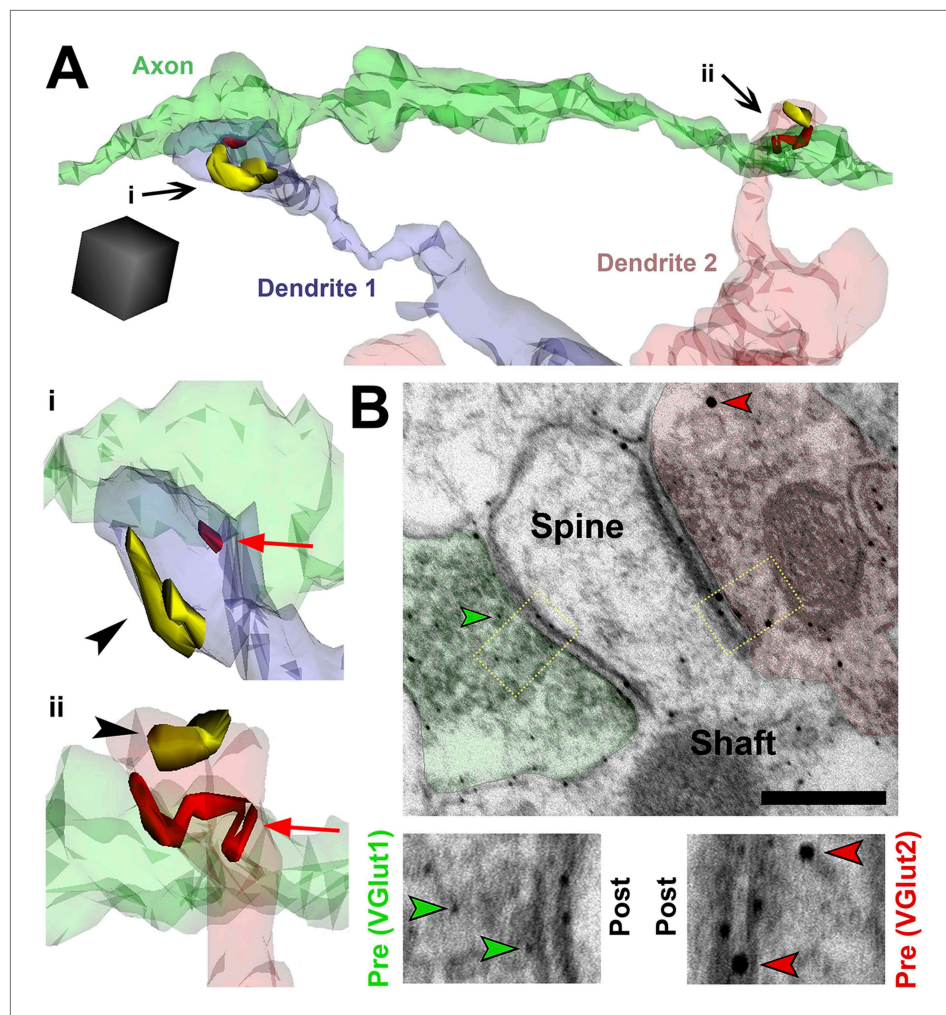 A
Axon
ii
i
Dendrite 1
Dendrite 2
i
ii
B
Spine
Shaft
Pre (VGlut1)
Post
Post
Pre (VGlut2)